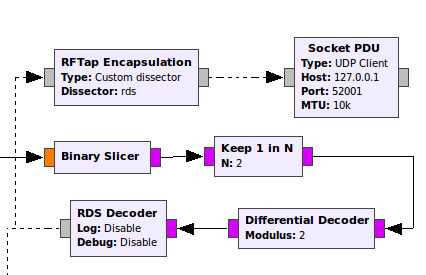 RFTap Encapsulation
Type: Custom dissector
Dissector: rds
Socket PDU
Type: UDP Client
Host: 127.0.0.1
Port: 52001
MTU: 10k
Binary Slicer
Keep 1 in N
N: 2
RDS Decoder
Log: Disable
Debug: Disable
Differential Decoder
Modulus: 2